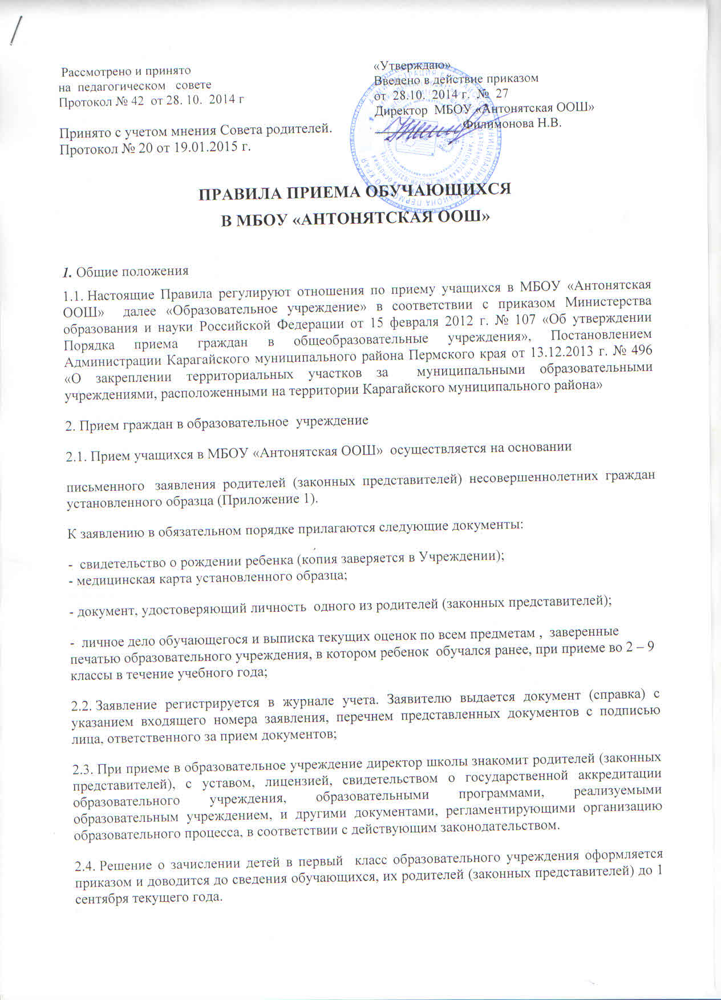 Рассмотрено и принято
на педагогическом совете
Протокол № 42 от 28. 10. 2014 г
Принято с учетом мнения Совета родителей.
Протокол № 20 от 19.01.2015 г.
«Утверждаю»
Введено в действие приказом
от 28.10. 2014 г. № 27
Директор МБОУ «Антонятская ООШ»
Филимонова Н.В.
ПРАВИЛА ПРИЕМА ОБУЧАЮЩИХСЯ
В МБОУ «АНТОНЯТСКАЯ ООШ»
1. Общие положения
1.1. Настоящие Правила регулируют отношения по приему учащихся в МБОУ «Антонятская
ООШ» далее «Образовательное учреждение» в соответствии с приказом Министерства
образования и науки Российской Федерации от 15 февраля 2012 г. № 107 «Об утверждении
Порядка приема граждан в общеобразовательные учреждения», Постановлением
Администрации Карагайского муниципального района Пермского края от 13.12.2013 г. № 496
«О закреплении территориальных участков за муниципальными образовательными
учреждениями, расположенными на территории Карагайского муниципального района»
2. Прием граждан в образовательное учреждение
2.1. Прием учащихся в МБОУ «Антонятская ООШ» осуществляется на основании
письменного заявления родителей (законных представителей) несовершеннолетних граждан
установленного образца (Приложение 1).
К заявлению в обязательном порядке прилагаются следующие документы:
- свидетельство о рождении ребенка (копия заверяется в Учреждении);
- медицинская карта установленного образца;
- документ, удостоверяющий личность одного из родителей (законных представителей);
- личное дело обучающегося и выписка текущих оценок по всем предметам , заверенные
печатью образовательного учреждения, в котором ребенок обучался ранее, при приеме во 2 – 9
классы в течение учебного года;
2.2. Заявление регистрируется в журнале учета. Заявителю выдается документ (справка) с
указанием входящего номера заявления, перечнем представленных документов с подписью
лица, ответственного за прием документов;
2.3. При приеме в образовательное учреждение директор школы знакомит родителей (законных
представителей), с уставом, лицензией, свидетельством о государственной аккредитации
образовательного учреждения, образовательными программами, реализуемыми
образовательным учреждением, и другими документами, регламентирующими организацию
образовательного процесса, в соответствии с действующим законодательством.
2.4. Решение о зачислении детей в первый класс образовательного учреждения оформляется
приказом и доводится до сведения обучающихся, их родителей (законных представителей) до 1
сентября текущего года.